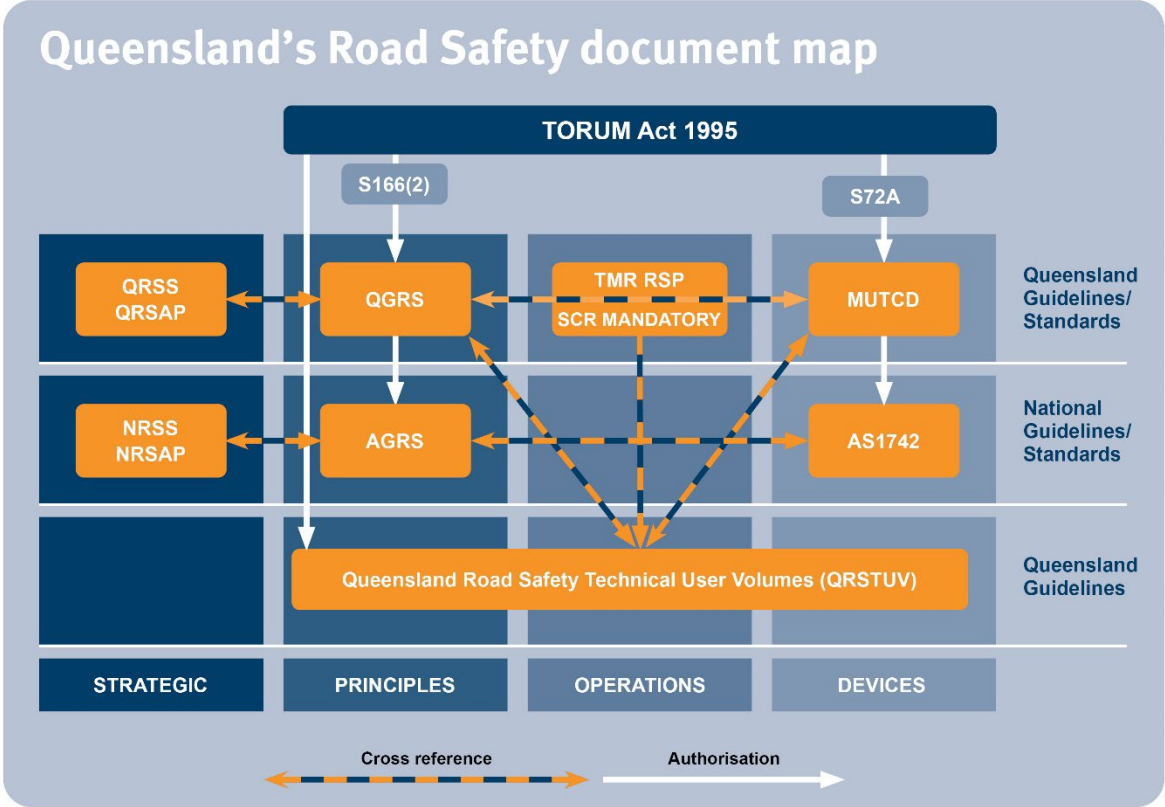 Queensland's Road Safety document map
TORUM Act 1995
S166(2)
S72A
QRSS
QRSAP
QGRS
TMR RSP
SCR MANDATORY
MUTCD
Queensland
Guidelines/
Standards
NRSS
NRSAP
AGRS
AS1742
National
Guidelines/
Standards
Queensland Road Safety Technical User Volumes (QRSTUV)
Queensland
Guidelines
STRATEGIC
PRINCIPLES
OPERATIONS
DEVICES
Cross reference
Authorisation